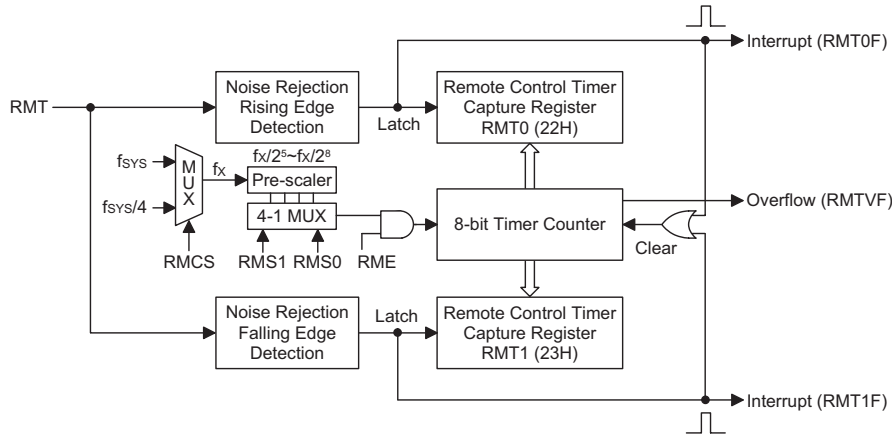 Interrupt (RMT0F)
RMT
Noise Rejection
Rising Edge
Detection
Latch
Remote Control Timer
Capture Register
RMT0 (22H)
fSYS
fSYS/4
MUX
fX
RMCS
fX/2⁵~fX/2⁸
Pre-scaler
4-1 MUX
RMS1
RMS0
RME
8-bit Timer Counter
Overflow (RMTVF)
Clear
Noise Rejection
Falling Edge
Detection
Latch
Remote Control Timer
Capture Register
RMT1 (23H)
Interrupt (RMT1F)